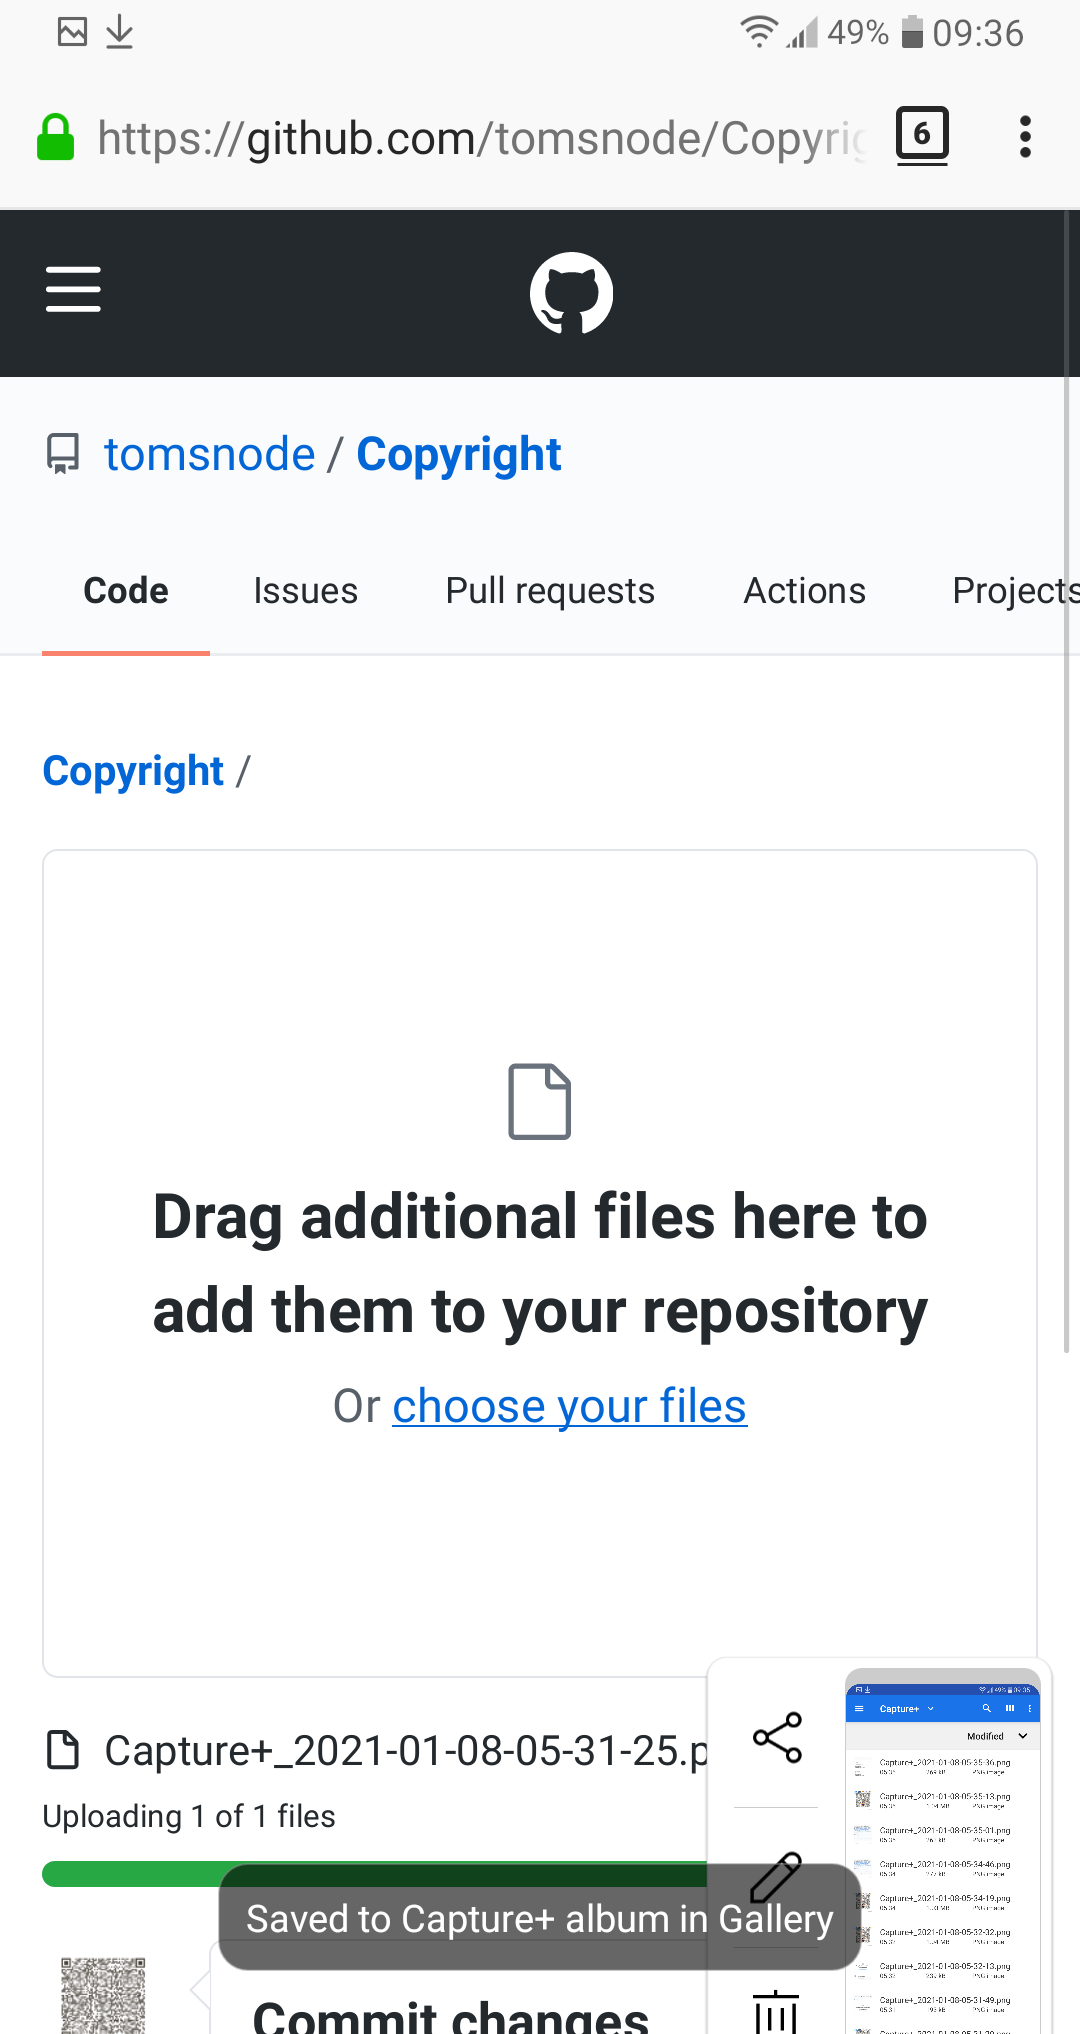 49% 09:36
https://github.com/tomsnode/Copyrig
6
tomsnode / Copyright
Code Issues Pull requests Actions Projects
Copyright /
Drag additional files here to
add them to your repository
Or choose your files
Capture+_2021-01-08-05-31-25.p
Uploading 1 of 1 files
Saved to Capture+ album in Gallery
Commit changes
Capture+
Modified
Capture+_2021-01-08-05-35-36.png
Capture+_2021-01-08-05-35-13.png
Capture+_2021-01-08-05-35-01.png
Capture+_2021-01-08-05-34-46.png
Capture+_2021-01-08-05-34-19.png
Capture+_2021-01-08-05-32-32.png
Capture+_2021-01-08-05-32-13.png
Capture+_2021-01-08-05-31-49.png